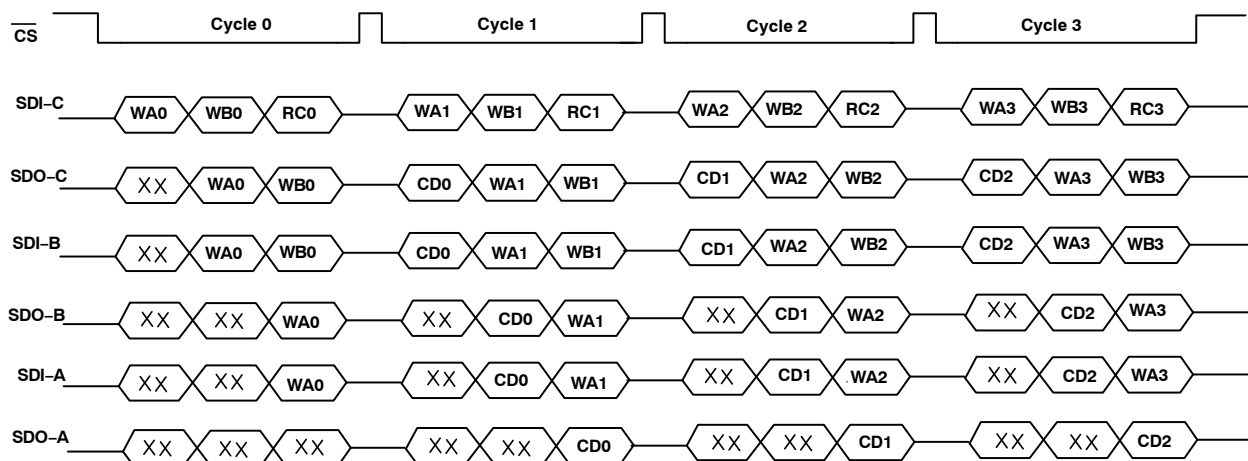 CS Cycle 0 Cycle 1 Cycle 2 Cycle 3
SDI–C WA0 WB0 RC0 WA1 WB1 RC1 WA2 WB2 RC2 WA3 WB3 RC3
SDO–C XX WA0 WB0 CD0 WA1 WB1 CD1 WA2 WB2 CD2 WA3 WB3
SDI–B XX WA0 WB0 CD0 WA1 WB1 CD1 WA2 WB2 CD2 WA3 WB3
SDO–B XX XX WA0 XX CD0 WA1 XX CD1 WA2 XX CD2 WA3
SDI–A XX XX WA0 XX CD0 WA1 XX CD1 WA2 XX CD2 WA3
SDO–A XX XX XX XX XX CD0 XX XX CD1 XX XX CD2